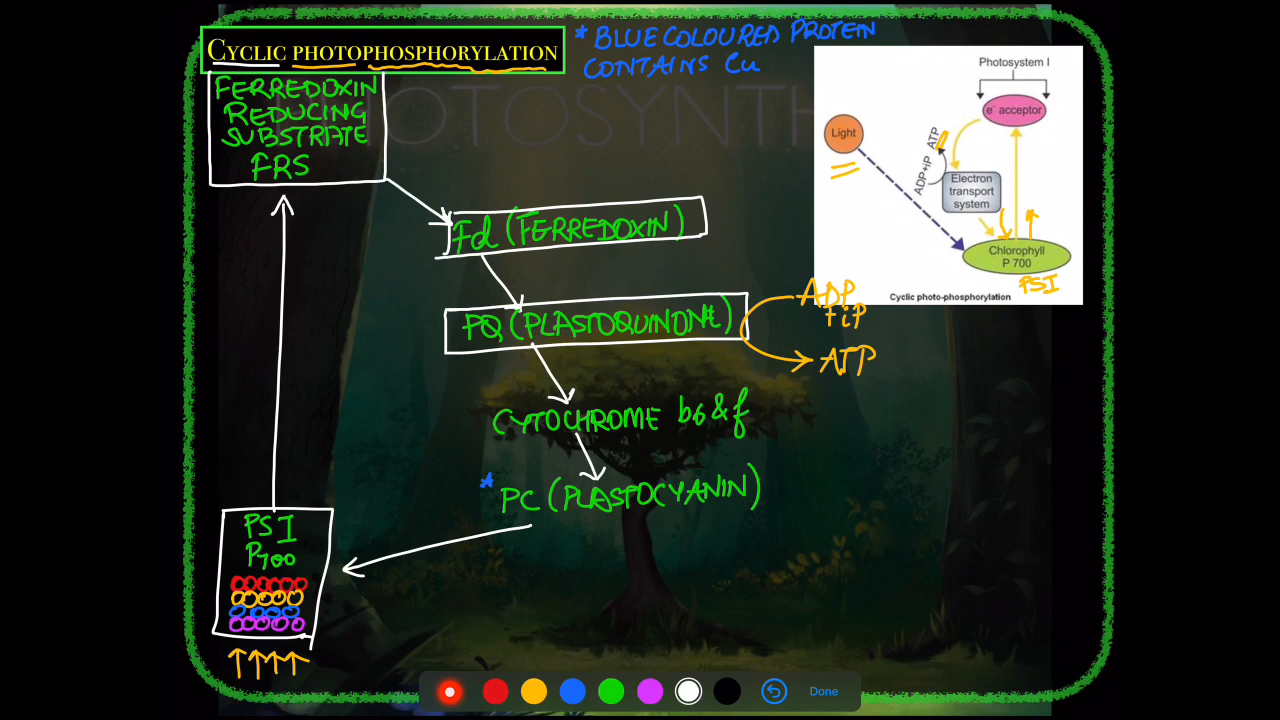 CYCLIC PHOTOPHOSPHORYLATION
* BLUE COLOURED PROTEIN
CONTAINS Cu
FERREDOXIN
REDUCING
SUBSTRATE
FRS
PHOTOSYNTH
Photosystem I
e⁻ acceptor
Light
ADP+iP
ATP
Electron
transport
system
Chlorophyll
P 700
PSI
Cyclic photo-phosphorylation
Fd (FERREDOXIN)
PQ (PLASTOQUINONE)
ADP
+iP
ATP
CYTOCHROME b6 & f
* PC (PLASTOCYANIN)
PS I
P700
Done